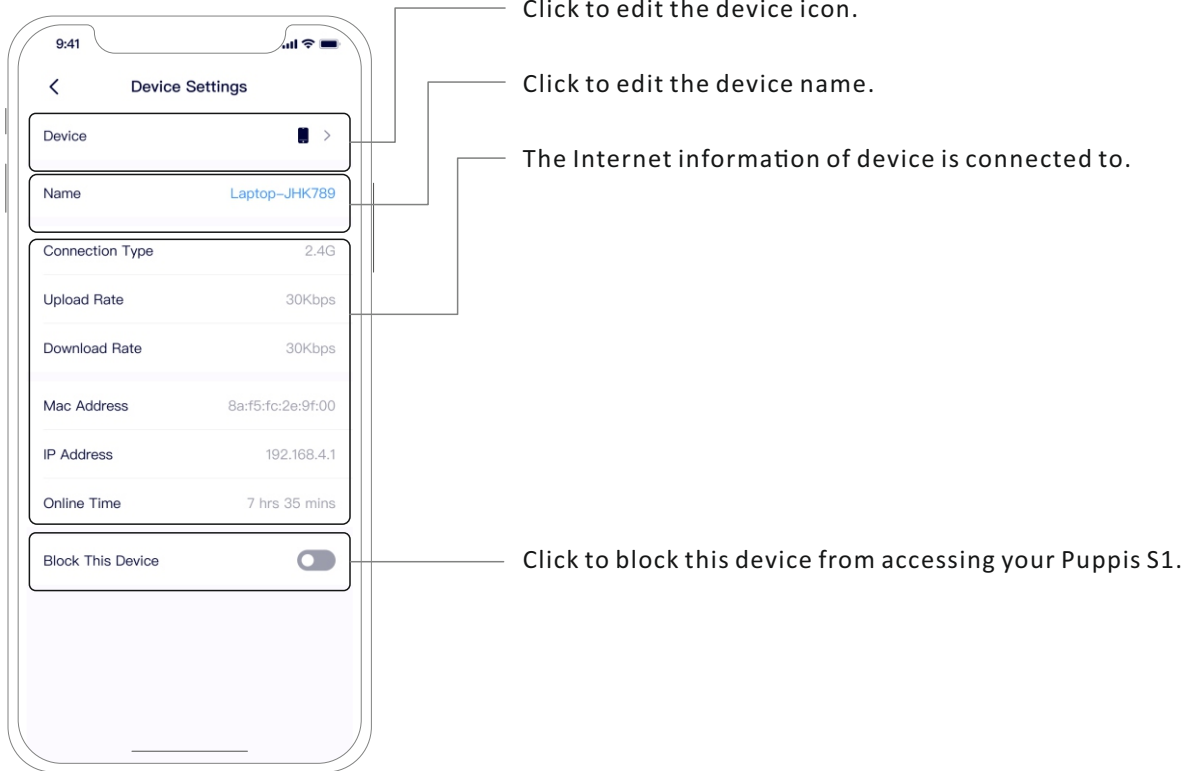 Click to edit the device icon.
9:41
Device Settings
Click to edit the device name.
Device
The Internet information of device is connected to.
Name Laptop-JHK789
Connection Type 2.4G
Upload Rate 30Kbps
Download Rate 30Kbps
Mac Address 8a:f5:fc:2e:9f:00
IP Address 192.168.4.1
Online Time 7 hrs 35 mins
Block This Device
Click to block this device from accessing your Puppis S1.